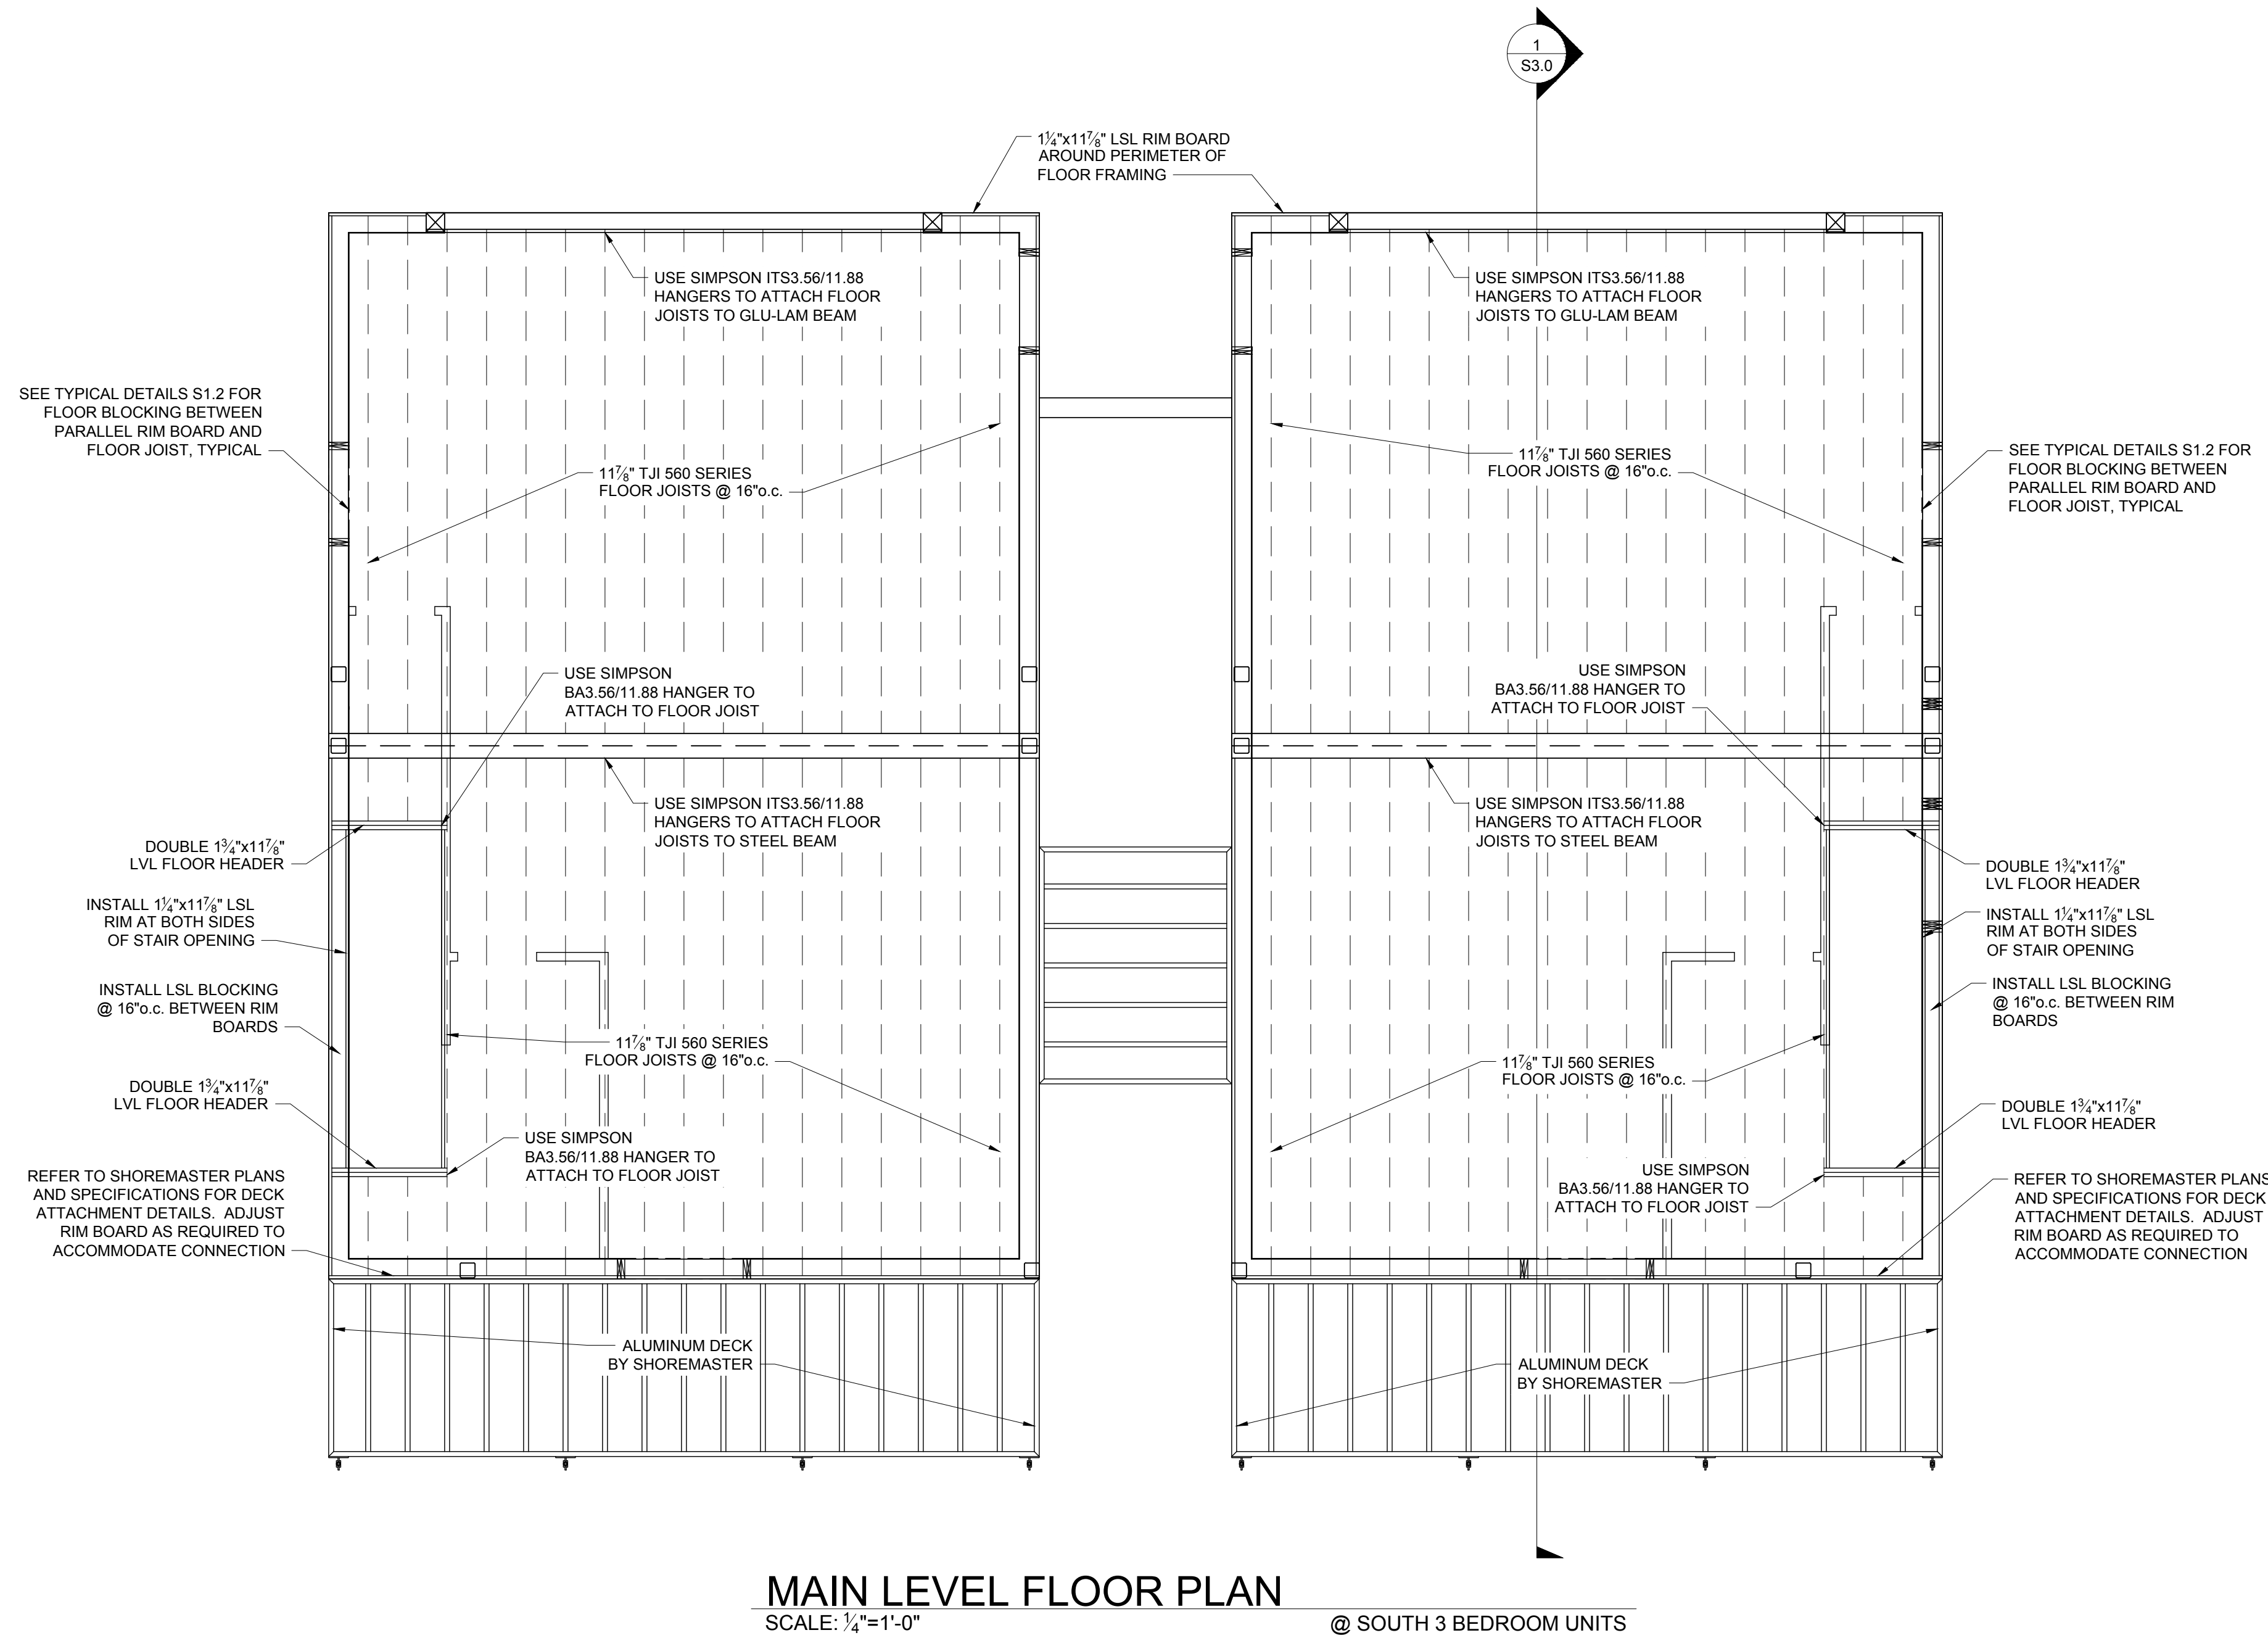 1
S3.0
1¼"x11⅞" LSL RIM BOARD
AROUND PERIMETER OF
FLOOR FRAMING
USE SIMPSON ITS3.56/11.88
HANGERS TO ATTACH FLOOR
JOISTS TO GLU-LAM BEAM
USE SIMPSON ITS3.56/11.88
HANGERS TO ATTACH FLOOR
JOISTS TO GLU-LAM BEAM
SEE TYPICAL DETAILS S1.2 FOR
FLOOR BLOCKING BETWEEN
PARALLEL RIM BOARD AND
FLOOR JOIST, TYPICAL
11⅞" TJI 560 SERIES
FLOOR JOISTS @ 16"o.c.
11⅞" TJI 560 SERIES
FLOOR JOISTS @ 16"o.c.
SEE TYPICAL DETAILS S1.2 FOR
FLOOR BLOCKING BETWEEN
PARALLEL RIM BOARD AND
FLOOR JOIST, TYPICAL
USE SIMPSON
BA3.56/11.88 HANGER TO
ATTACH TO FLOOR JOIST
USE SIMPSON
BA3.56/11.88 HANGER TO
ATTACH TO FLOOR JOIST
USE SIMPSON ITS3.56/11.88
HANGERS TO ATTACH FLOOR
JOISTS TO STEEL BEAM
USE SIMPSON ITS3.56/11.88
HANGERS TO ATTACH FLOOR
JOISTS TO STEEL BEAM
DOUBLE 1¾"x11⅞"
LVL FLOOR HEADER
DOUBLE 1¾"x11⅞"
LVL FLOOR HEADER
INSTALL 1¼"x11⅞" LSL
RIM AT BOTH SIDES
OF STAIR OPENING
INSTALL 1¼"x11⅞" LSL
RIM AT BOTH SIDES
OF STAIR OPENING
INSTALL LSL BLOCKING
@ 16"o.c. BETWEEN RIM
BOARDS
INSTALL LSL BLOCKING
@ 16"o.c. BETWEEN RIM
BOARDS
11⅞" TJI 560 SERIES
FLOOR JOISTS @ 16"o.c.
11⅞" TJI 560 SERIES
FLOOR JOISTS @ 16"o.c.
DOUBLE 1¾"x11⅞"
LVL FLOOR HEADER
DOUBLE 1¾"x11⅞"
LVL FLOOR HEADER
USE SIMPSON
BA3.56/11.88 HANGER TO
ATTACH TO FLOOR JOIST
USE SIMPSON
BA3.56/11.88 HANGER TO
ATTACH TO FLOOR JOIST
REFER TO SHOREMASTER PLANS
AND SPECIFICATIONS FOR DECK
ATTACHMENT DETAILS. ADJUST
RIM BOARD AS REQUIRED TO
ACCOMMODATE CONNECTION
REFER TO SHOREMASTER PLANS
AND SPECIFICATIONS FOR DECK
ATTACHMENT DETAILS. ADJUST
RIM BOARD AS REQUIRED TO
ACCOMMODATE CONNECTION
ALUMINUM DECK
BY SHOREMASTER
ALUMINUM DECK
BY SHOREMASTER
MAIN LEVEL FLOOR PLAN
SCALE: ¼"=1'-0" @ SOUTH 3 BEDROOM UNITS